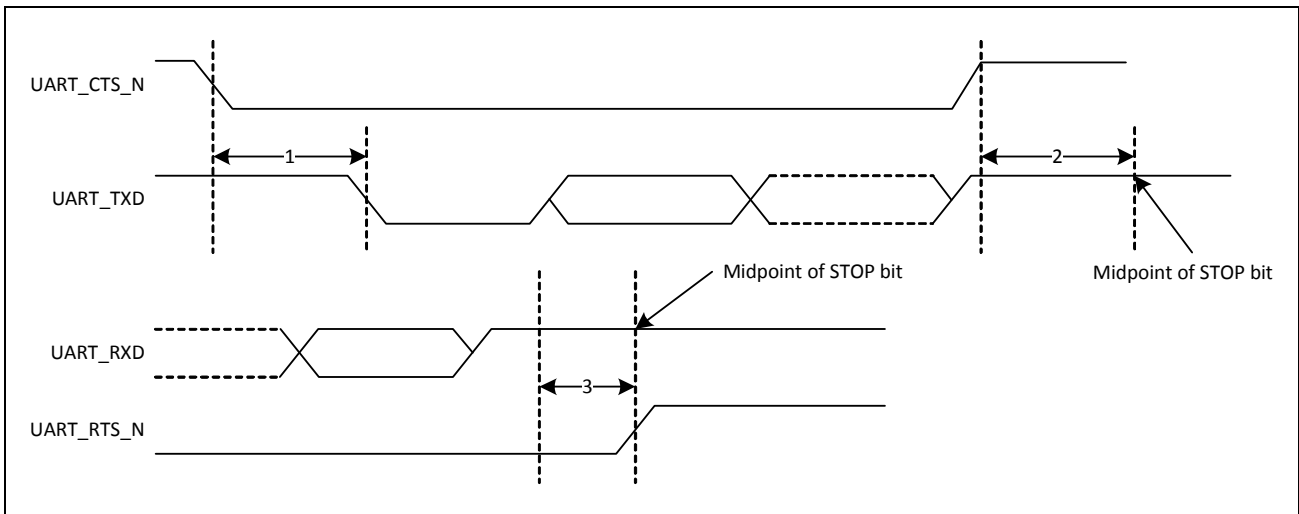 UART_CTS_N
1
2
UART_TXD
Midpoint of STOP bit
Midpoint of STOP bit
UART_RXD
3
UART_RTS_N